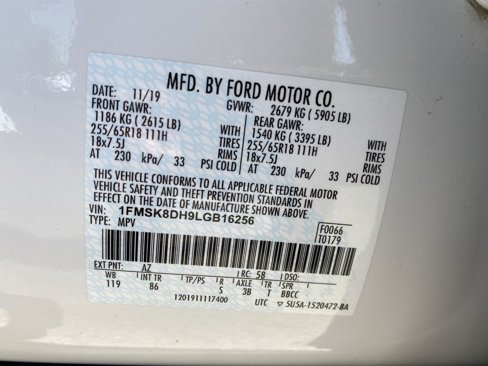 MFD. BY FORD MOTOR CO.
DATE: 11/19 GVWR: 2679 KG ( 5905 LB)
FRONT GAWR: REAR GAWR:
1186 KG ( 2615 LB) 1540 KG ( 3395 LB)
255/65R18 111H TIRES 255/65R18 111H TIRES
18x7.5J RIMS 18x7.5J RIMS
AT 230 kPa/ 33 PSI COLD AT 230 kPa/ 33 PSI COLD
THIS VEHICLE CONFORMS TO ALL APPLICABLE FEDERAL MOTOR
VEHICLE SAFETY AND THEFT PREVENTION STANDARDS IN
EFFECT ON THE DATE OF MANUFACTURE SHOWN ABOVE.
VIN: 1FMSK8DH9LGB16256 F0066
TYPE: MPV T0179
EXT PNT: AZ RC: 58 DSO:
WB INT TR TP/PS R AXLE TR SPR
119 86 S 3B T BBCC
1201911117400
UTC 5U5A-1520472-BA